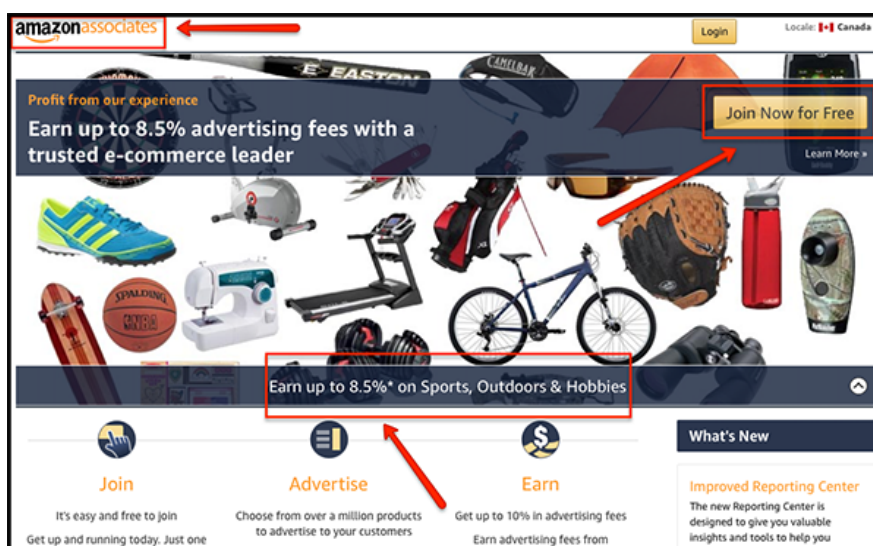 amazonassociates
Login
Locale: Canada
EASTON
CAMELBAK
Profit from our experience
Earn up to 8.5% advertising fees with a
trusted e-commerce leader
Join Now for Free
Learn More »
SPALDING
NBA
Earn up to 8.5%* on Sports, Outdoors & Hobbies
Join
It's easy and free to join
Get up and running today. Just one
Advertise
Choose from over a million products
to advertise to your customers
Earn
Get up to 10% in advertising fees
Earn advertising fees from
What's New
Improved Reporting Center
The new Reporting Center is
designed to give you valuable
insights and tools to help you